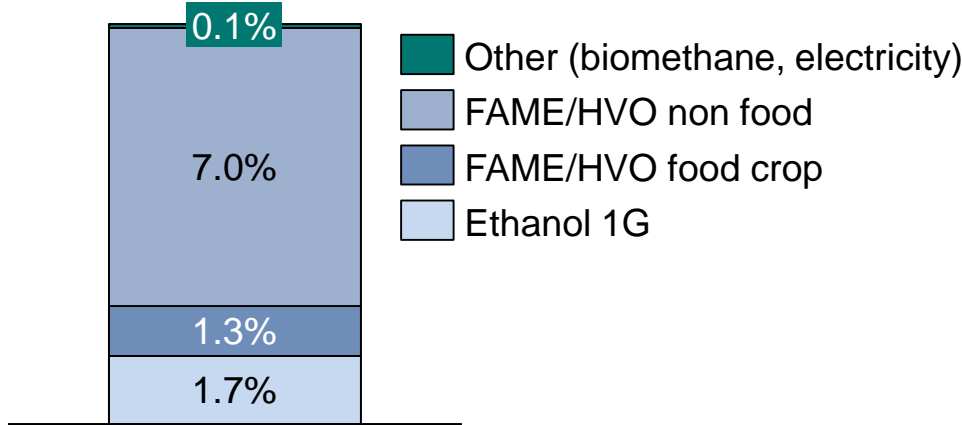 0.1%
7.0%
1.3%
1.7%
Other (biomethane, electricity)
FAME/HVO non food
FAME/HVO food crop
Ethanol 1G